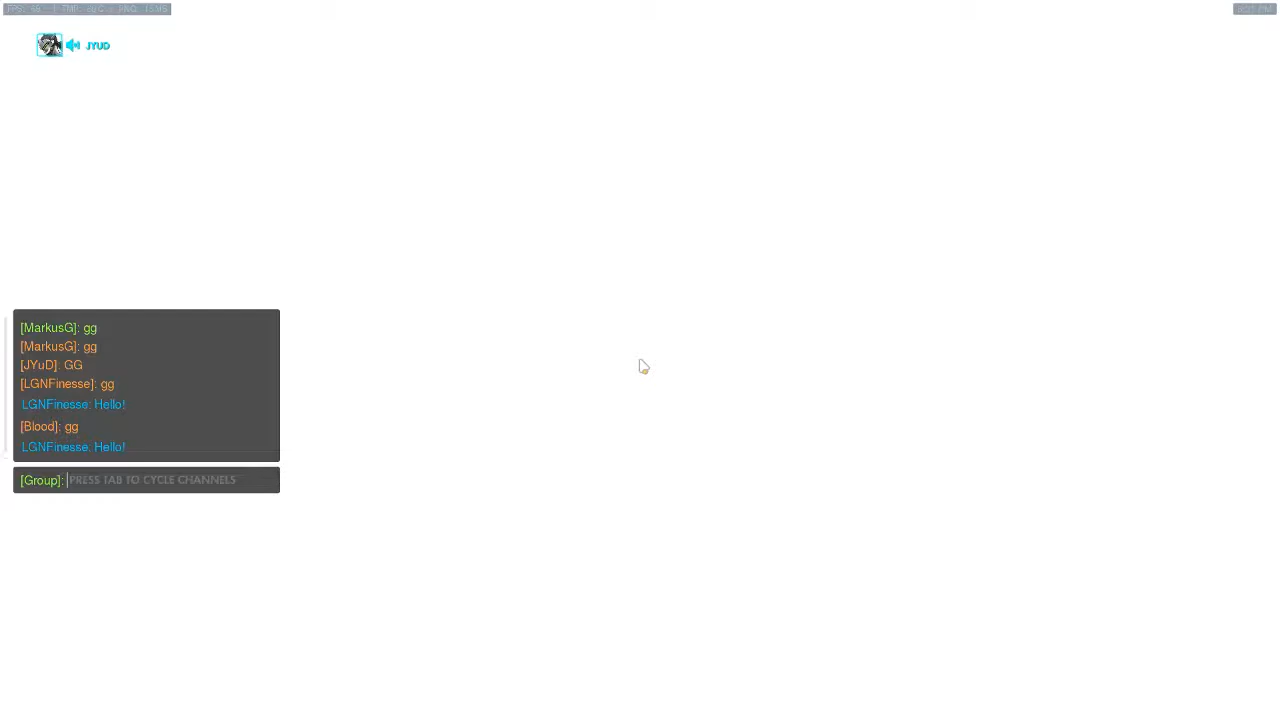 JYUD
[MarkusG]: gg
[MarkusG]: gg
[JYuD]: GG
[LGNFinesse]: gg
LGNFinesse: Hello!
[Blood]: gg
LGNFinesse: Hello!
[Group]: PRESS TAB TO CYCLE CHANNELS